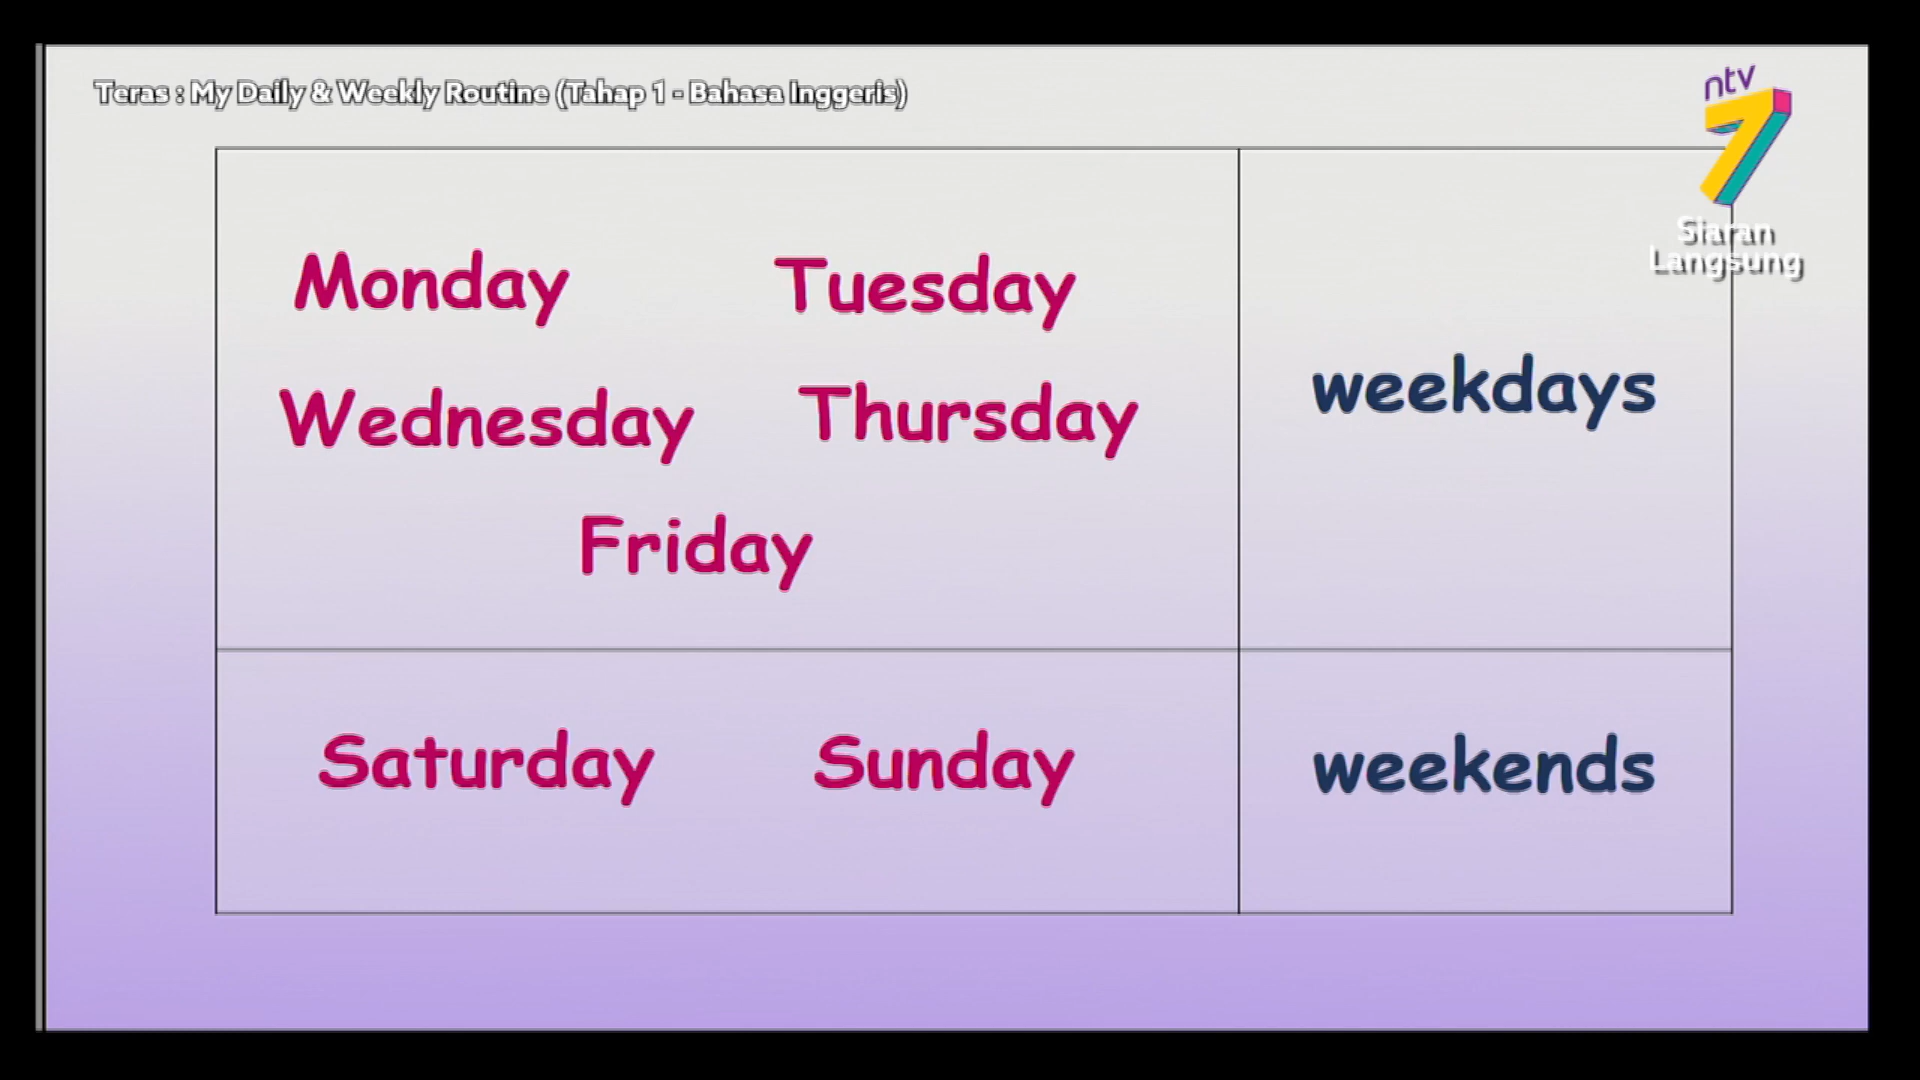 Teras : My Daily & Weekly Routine (Tahap 1 - Bahasa Inggeris)
ntv
7
Siaran
Langsung
Monday Tuesday
Wednesday Thursday
Friday
weekdays
Saturday Sunday
weekends